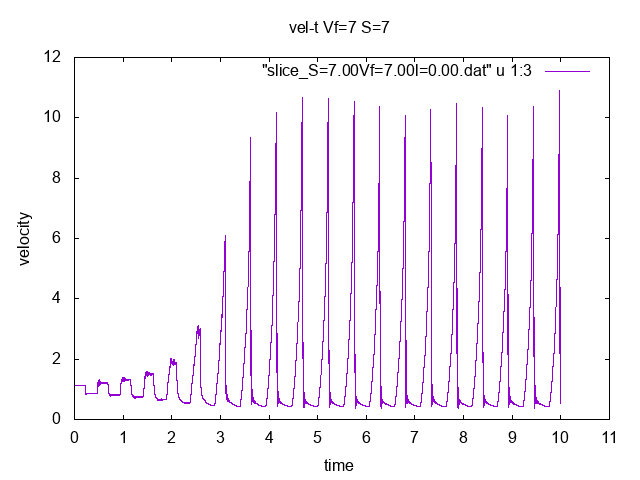 vel-t Vf=7 S=7
"slice_S=7.00Vf=7.00I=0.00.dat" u 1:3
12
10
8
6
4
2
0
velocity
0 1 2 3 4 5 6 7 8 9 10 11
time